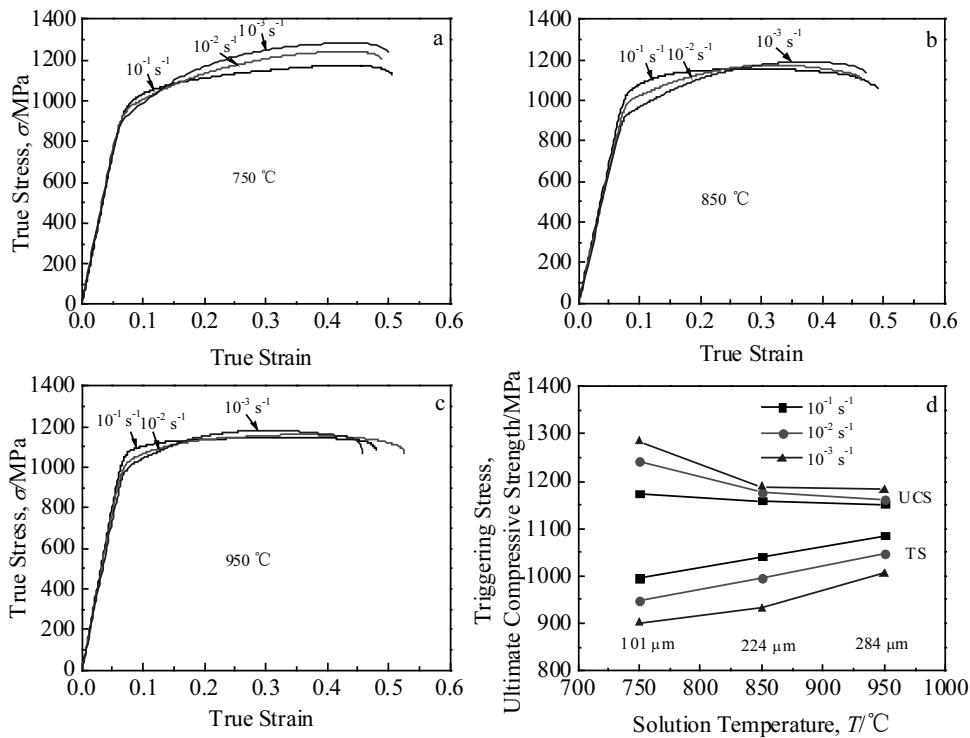 1400
1200
1000
800
600
400
200
0
True Stress, σ/MPa
a
10⁻¹ s⁻¹
10⁻² s⁻¹
10⁻³ s⁻¹
750 ℃
0.0 0.1 0.2 0.3 0.4 0.5 0.6
True Strain
1400
1200
1000
800
600
400
200
0
True Stress, σ/MPa
b
10⁻¹ s⁻¹
10⁻² s⁻¹
10⁻³ s⁻¹
850 ℃
0.0 0.1 0.2 0.3 0.4 0.5 0.6
True Strain
1400
1200
1000
800
600
400
200
0
True Stress, σ/MPa
c
10⁻¹ s⁻¹
10⁻² s⁻¹
10⁻³ s⁻¹
950 ℃
0.0 0.1 0.2 0.3 0.4 0.5 0.6
True Strain
Triggering Stress,
Ultimate Compressive Strength/MPa
1400
1300
1200
1100
1000
900
800
d
10⁻¹ s⁻¹
10⁻² s⁻¹
10⁻³ s⁻¹
UCS
TS
101 μm 224 μm 284 μm
700 750 800 850 900 950 1000
Solution Temperature, T/℃